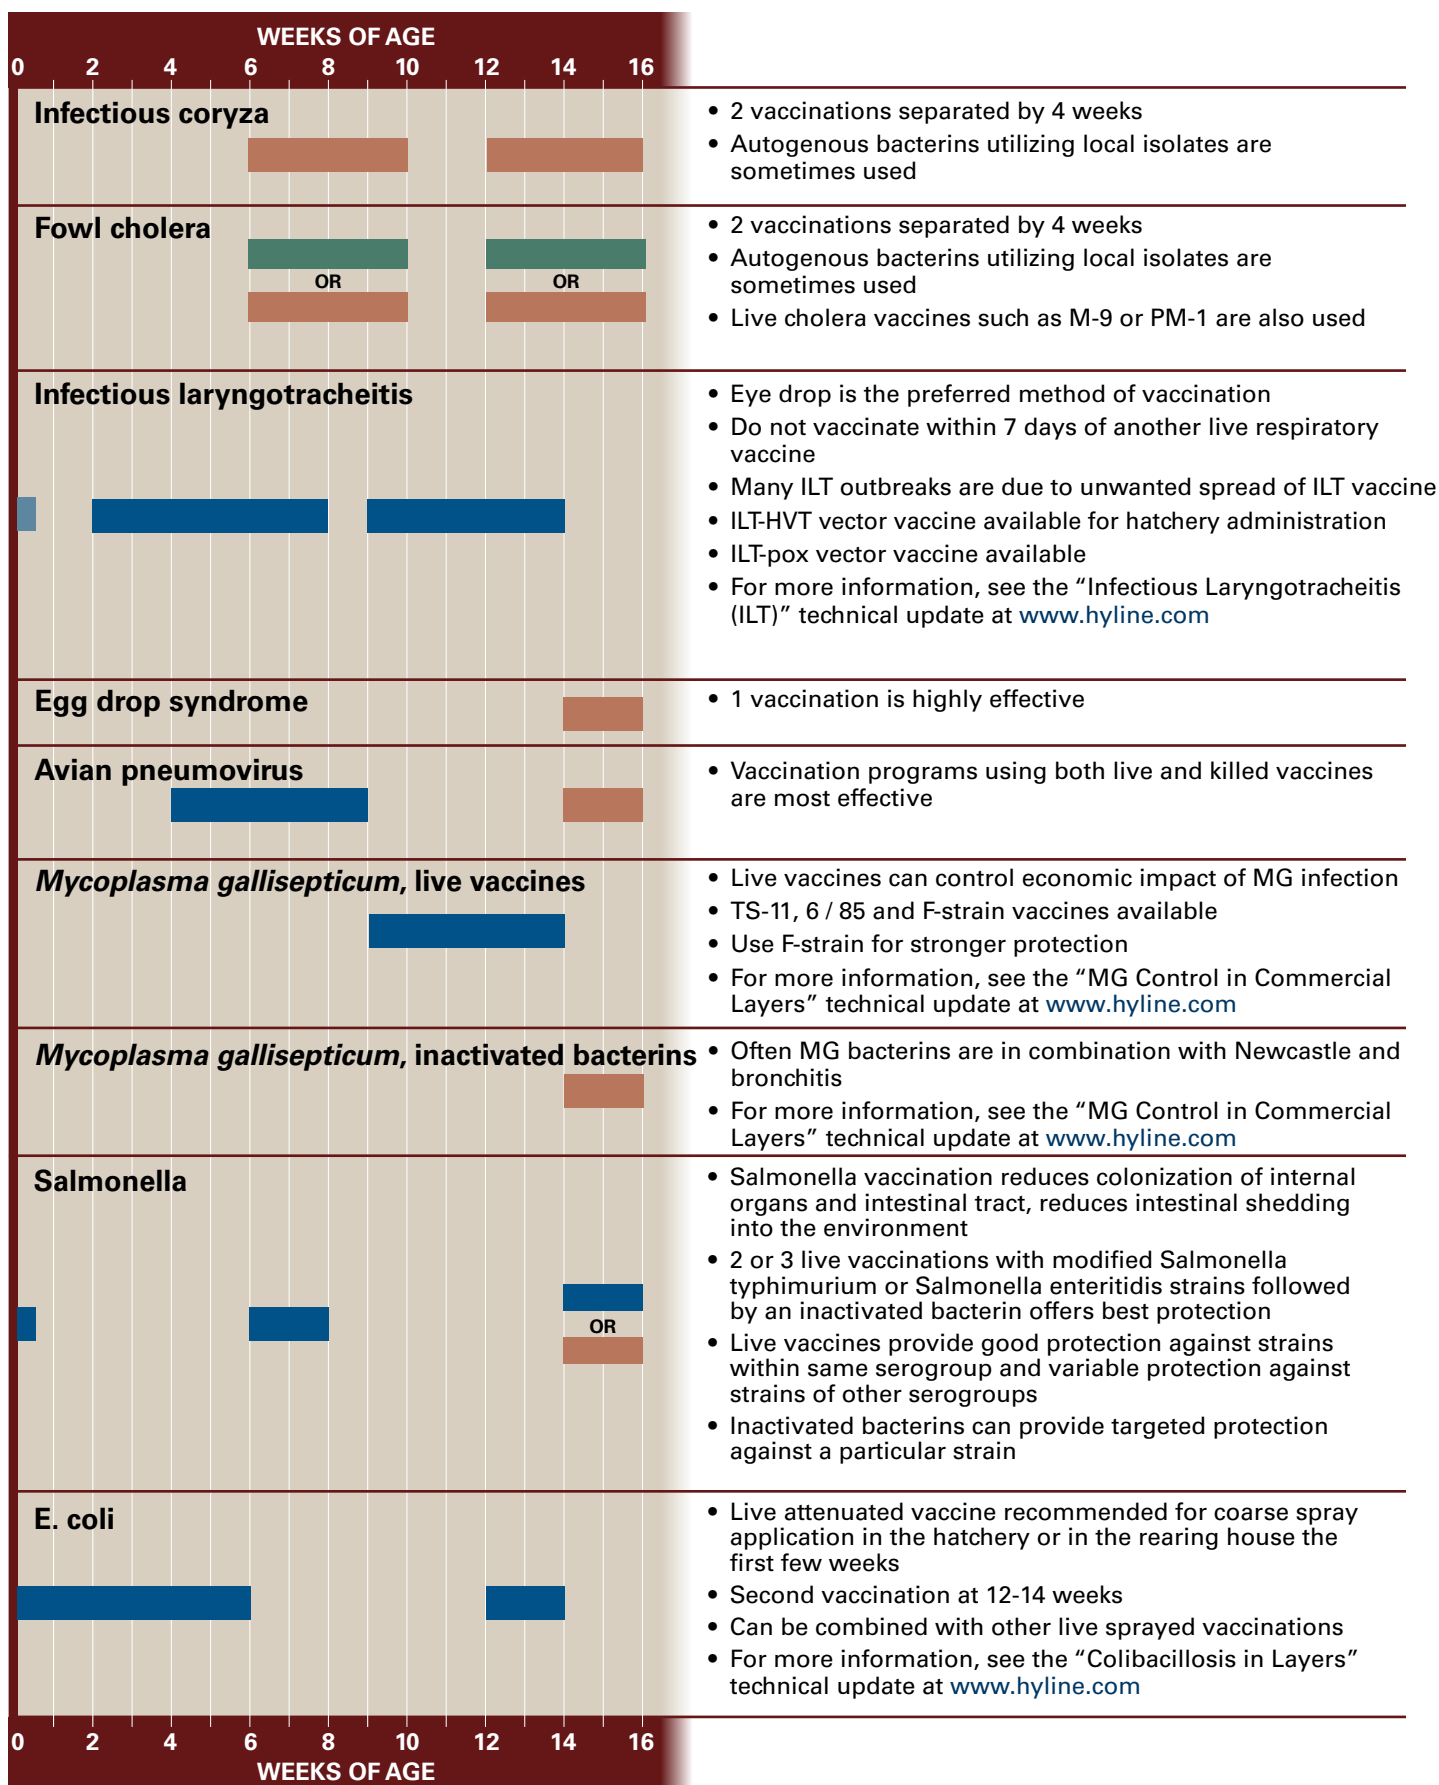 WEEKS OF AGE
0 2 4 6 8 10 12 14 16
Infectious coryza
• 2 vaccinations separated by 4 weeks
• Autogenous bacterins utilizing local isolates are
sometimes used
Fowl cholera
OR OR
• 2 vaccinations separated by 4 weeks
• Autogenous bacterins utilizing local isolates are
sometimes used
• Live cholera vaccines such as M-9 or PM-1 are also used
Infectious laryngotracheitis
• Eye drop is the preferred method of vaccination
• Do not vaccinate within 7 days of another live respiratory
vaccine
• Many ILT outbreaks are due to unwanted spread of ILT vaccine
• ILT-HVT vector vaccine available for hatchery administration
• ILT-pox vector vaccine available
• For more information, see the “Infectious Laryngotracheitis
(ILT)” technical update at www.hyline.com
Egg drop syndrome
• 1 vaccination is highly effective
Avian pneumovirus
• Vaccination programs using both live and killed vaccines
are most effective
Mycoplasma gallisepticum, live vaccines
• Live vaccines can control economic impact of MG infection
• TS-11, 6 / 85 and F-strain vaccines available
• Use F-strain for stronger protection
• For more information, see the “MG Control in Commercial
Layers” technical update at www.hyline.com
Mycoplasma gallisepticum, inactivated bacterins
• Often MG bacterins are in combination with Newcastle and
bronchitis
• For more information, see the “MG Control in Commercial
Layers” technical update at www.hyline.com
Salmonella
OR
• Salmonella vaccination reduces colonization of internal
organs and intestinal tract, reduces intestinal shedding
into the environment
• 2 or 3 live vaccinations with modified Salmonella
typhimurium or Salmonella enteritidis strains followed
by an inactivated bacterin offers best protection
• Live vaccines provide good protection against strains
within same serogroup and variable protection against
strains of other serogroups
• Inactivated bacterins can provide targeted protection
against a particular strain
E. coli
• Live attenuated vaccine recommended for coarse spray
application in the hatchery or in the rearing house the
first few weeks
• Second vaccination at 12-14 weeks
• Can be combined with other live sprayed vaccinations
• For more information, see the “Colibacillosis in Layers”
technical update at www.hyline.com
0 2 4 6 8 10 12 14 16
WEEKS OF AGE